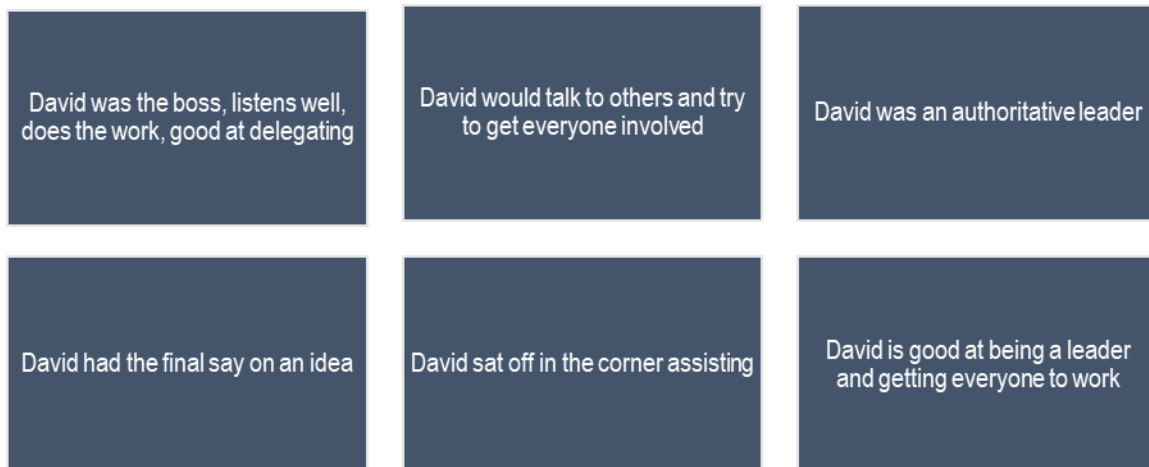 David was the boss, listens well,
does the work, good at delegating
David would talk to others and try
to get everyone involved
David was an authoritative leader
David had the final say on an idea
David sat off in the corner assisting
David is good at being a leader
and getting everyone to work